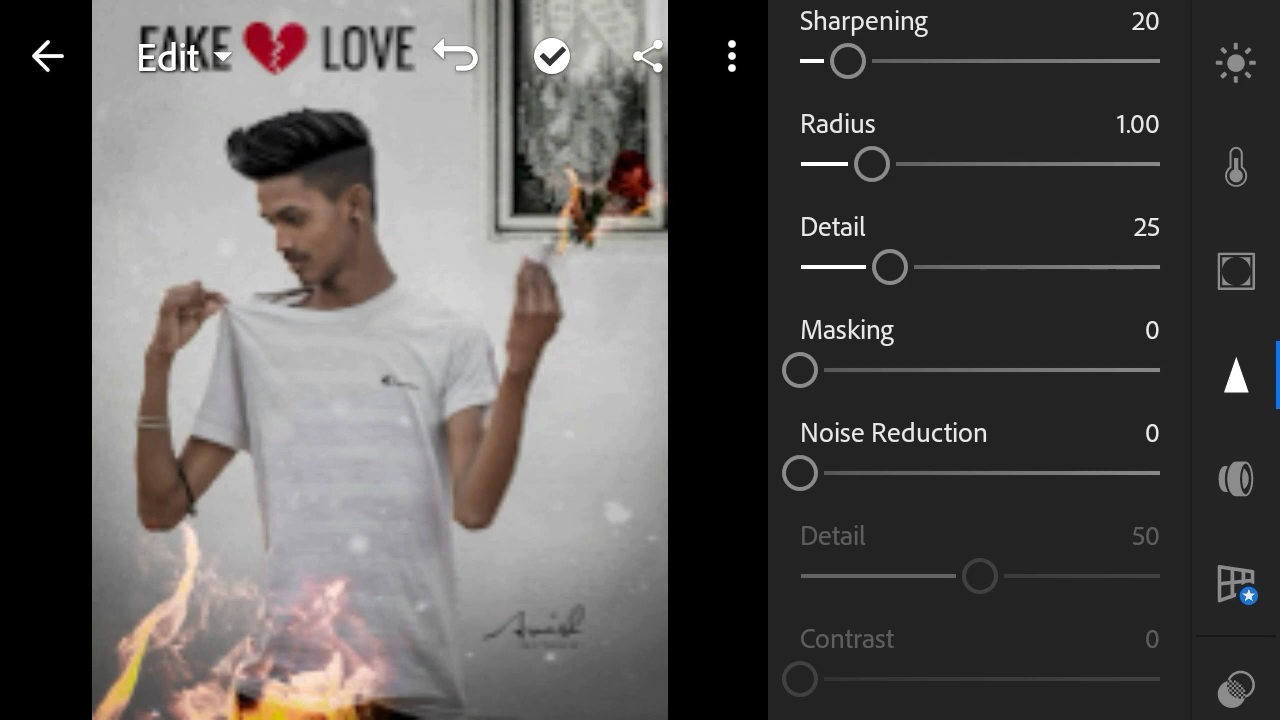 FAKE LOVE
Edit
Sharpening 20
Radius 1.00
Detail 25
Masking 0
Noise Reduction 0
Detail 50
Contrast 0